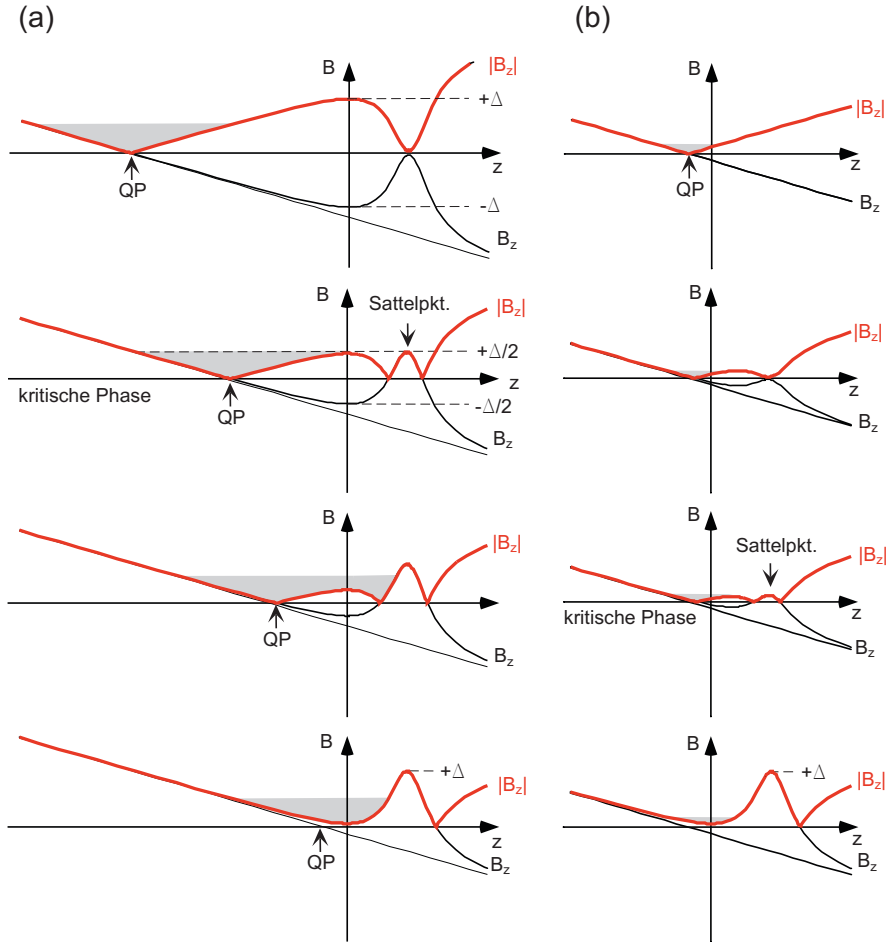 (a)
B
|Bz|
+Δ
z
QP
-Δ
Bz
B
Sattelpkt.
|Bz|
+Δ/2
z
kritische Phase
QP
-Δ/2
Bz
B
|Bz|
z
QP
Bz
B
+Δ
|Bz|
z
QP
Bz
(b)
B
|Bz|
z
QP
Bz
B
|Bz|
z
Bz
B
Sattelpkt.
|Bz|
z
kritische Phase
Bz
B
+Δ
|Bz|
z
Bz